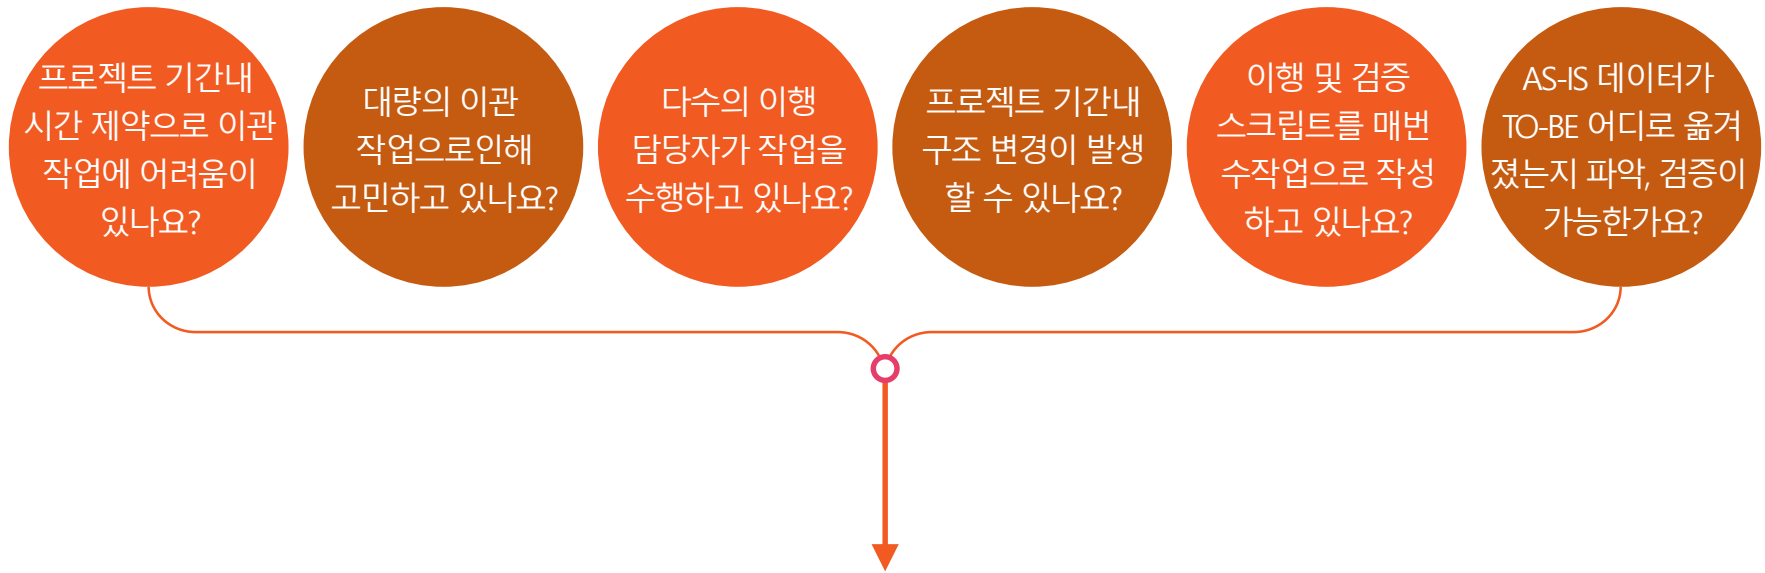 프로젝트 기간내
시간 제약으로 이관
작업에 어려움이
있나요?
대량의 이관
작업으로인해
고민하고 있나요?
다수의 이행
담당자가 작업을
수행하고 있나요?
프로젝트 기간내
구조 변경이 발생
할 수 있나요?
이행 및 검증
스크립트를 매번
수작업으로 작성
하고 있나요?
AS-IS 데이터가
TO-BE 어디로 옮겨
졌는지 파악, 검증이
가능한가요?